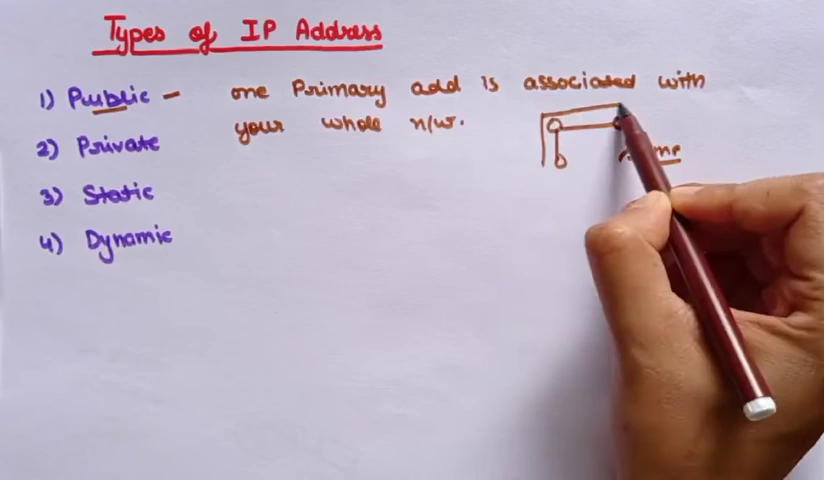 Types of IP Address
1) Public - one Primary add is associated with
your whole n/w.
2) Private
3) Static
4) Dynamic